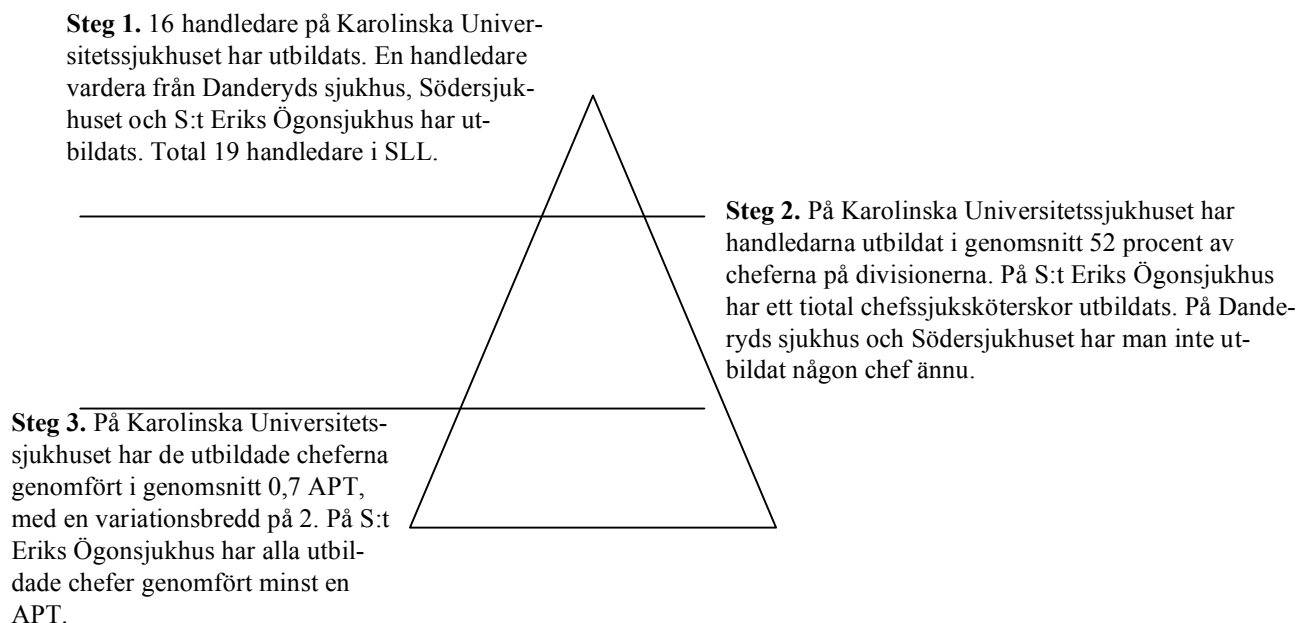 Steg 1. 16 handledare på Karolinska Univer-
sitetssjukhuset har utbildats. En handledare
vardera från Danderyds sjukhus, Södersjuk-
huset och S:t Eriks Ögonsjukhus har ut-
bildats. Total 19 handledare i SLL.
Steg 2. På Karolinska Universitetssjukhuset har
handledarna utbildat i genomsnitt 52 procent av
cheferna på divisionerna. På S:t Eriks Ögonsjukhus
har ett tiotal chefssjuksköterskor utbildats. På Dande-
ryds sjukhus och Södersjukhuset har man inte ut-
bildat någon chef ännu.
Steg 3. På Karolinska Universitets-
sjukhuset har de utbildade cheferna
genomfört i genomsnitt 0,7 APT,
med en variationsbredd på 2. På S:t
Eriks Ögonsjukhus har alla utbil-
dade chefer genomfört minst en
APT.